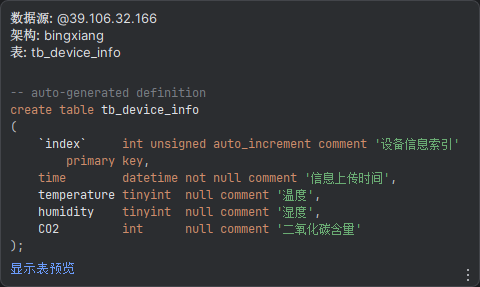 数据源: @39.106.32.166
架构: bingxiang
表: tb_device_info
-- auto-generated definition
create table tb_device_info
(
    `index`     int unsigned auto_increment comment '设备信息索引'
        primary key,
    time        datetime not null comment '信息上传时间',
    temperature tinyint  null comment '温度',
    humidity    tinyint  null comment '湿度',
    CO2         int      null comment '二氧化碳含量'
);
显示表预览